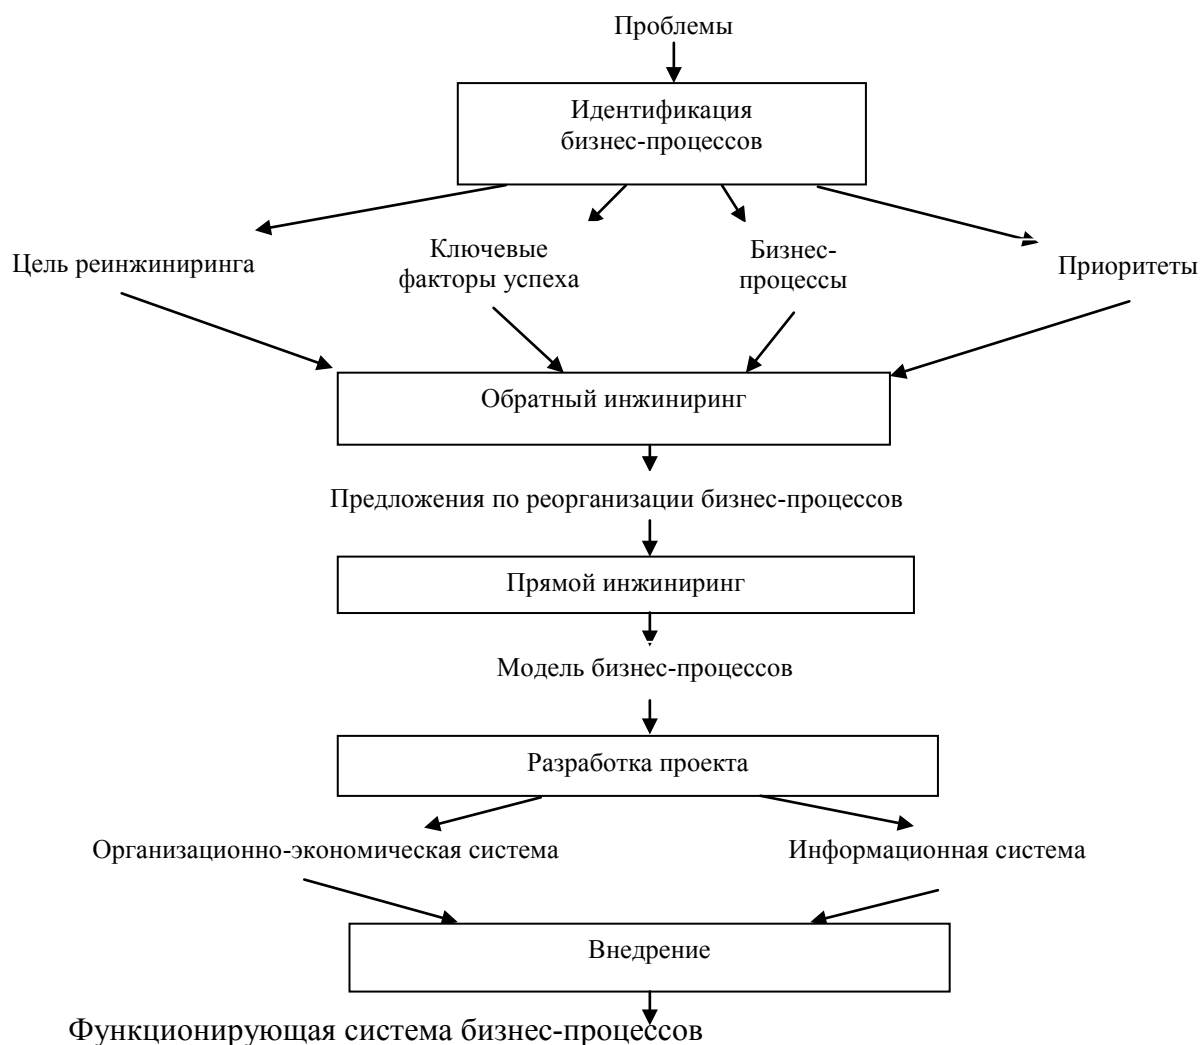 Проблемы
Идентификация
бизнес-процессов
Цель реинжиниринга
Ключевые
факторы успеха
Бизнес-
процессы
Приоритеты
Обратный инжиниринг
Предложения по реорганизации бизнес-процессов
Прямой инжиниринг
Модель бизнес-процессов
Разработка проекта
Организационно-экономическая система
Информационная система
Внедрение
Функционирующая система бизнес-процессов